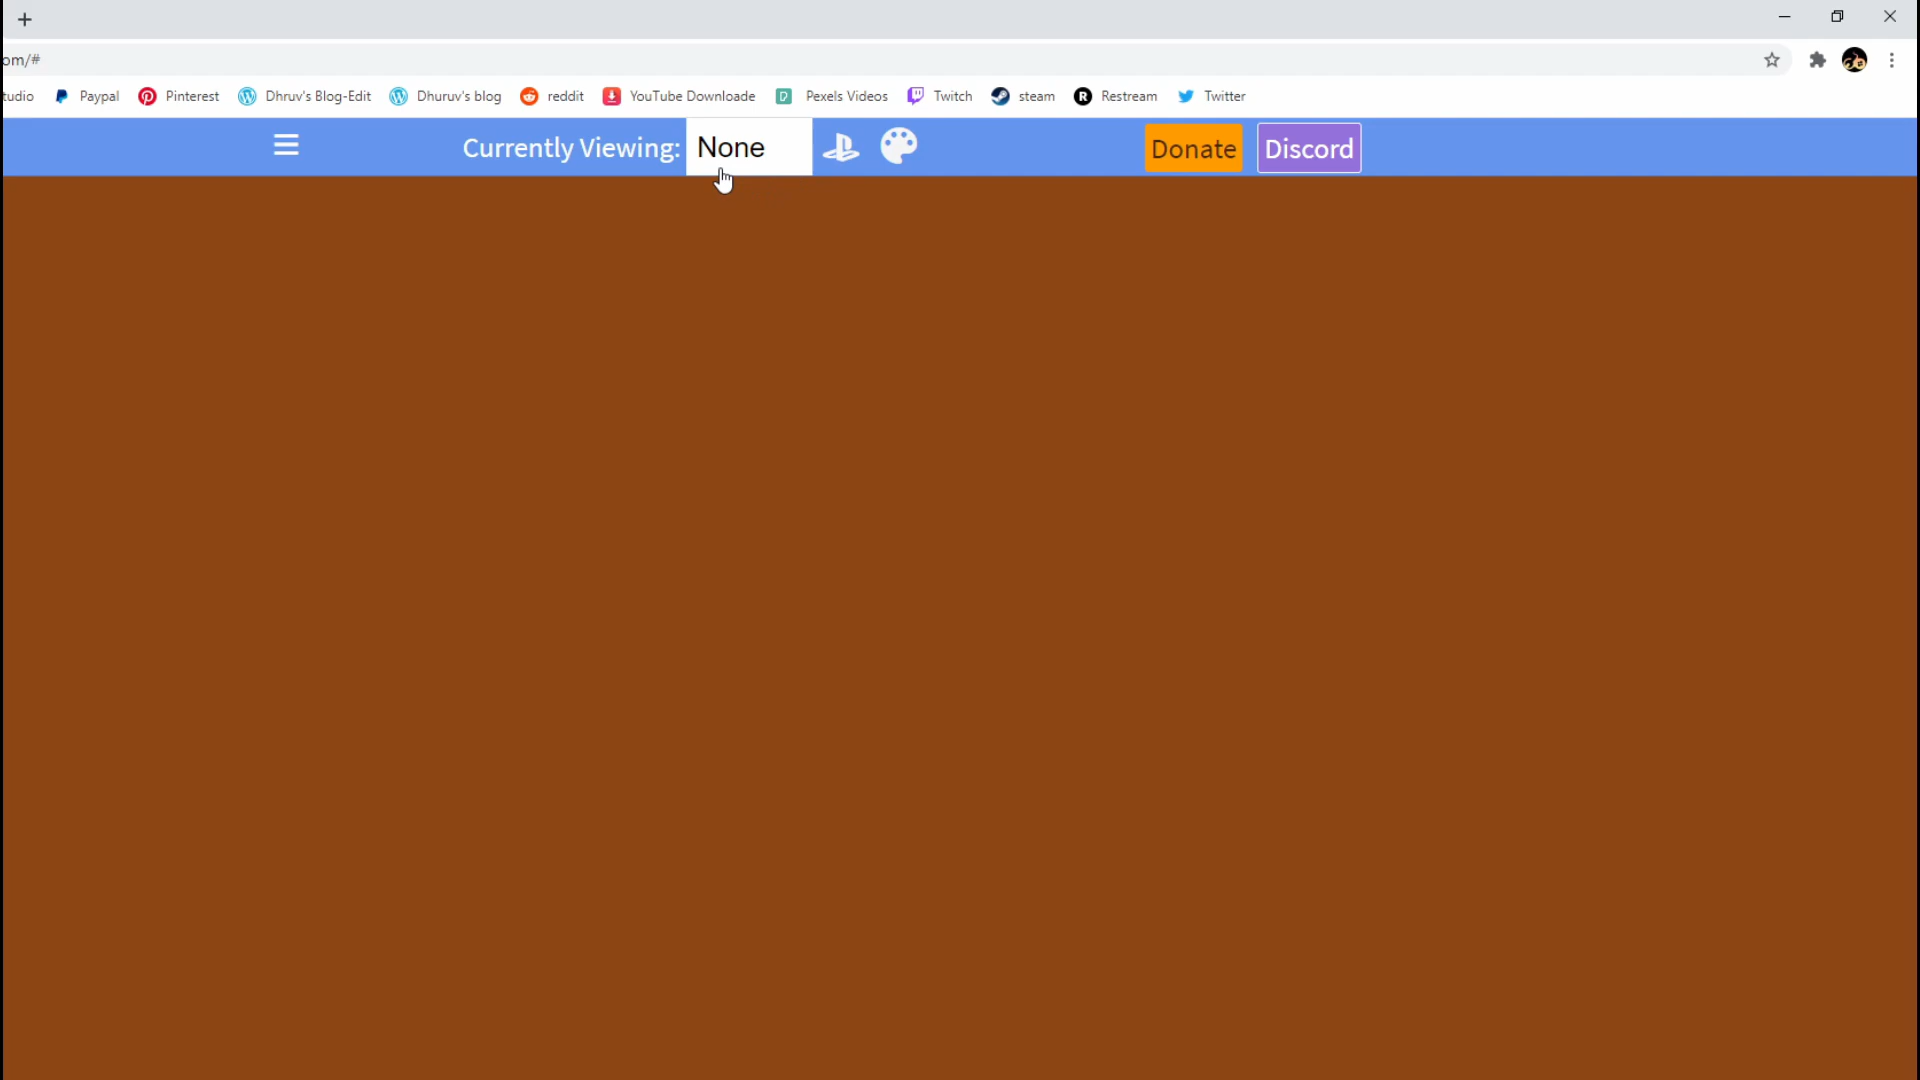 om/#
tudio Paypal Pinterest Dhruv's Blog-Edit Dhuruv's blog reddit YouTube Downloade Pexels Videos Twitch steam Restream Twitter
Currently Viewing: None Donate Discord